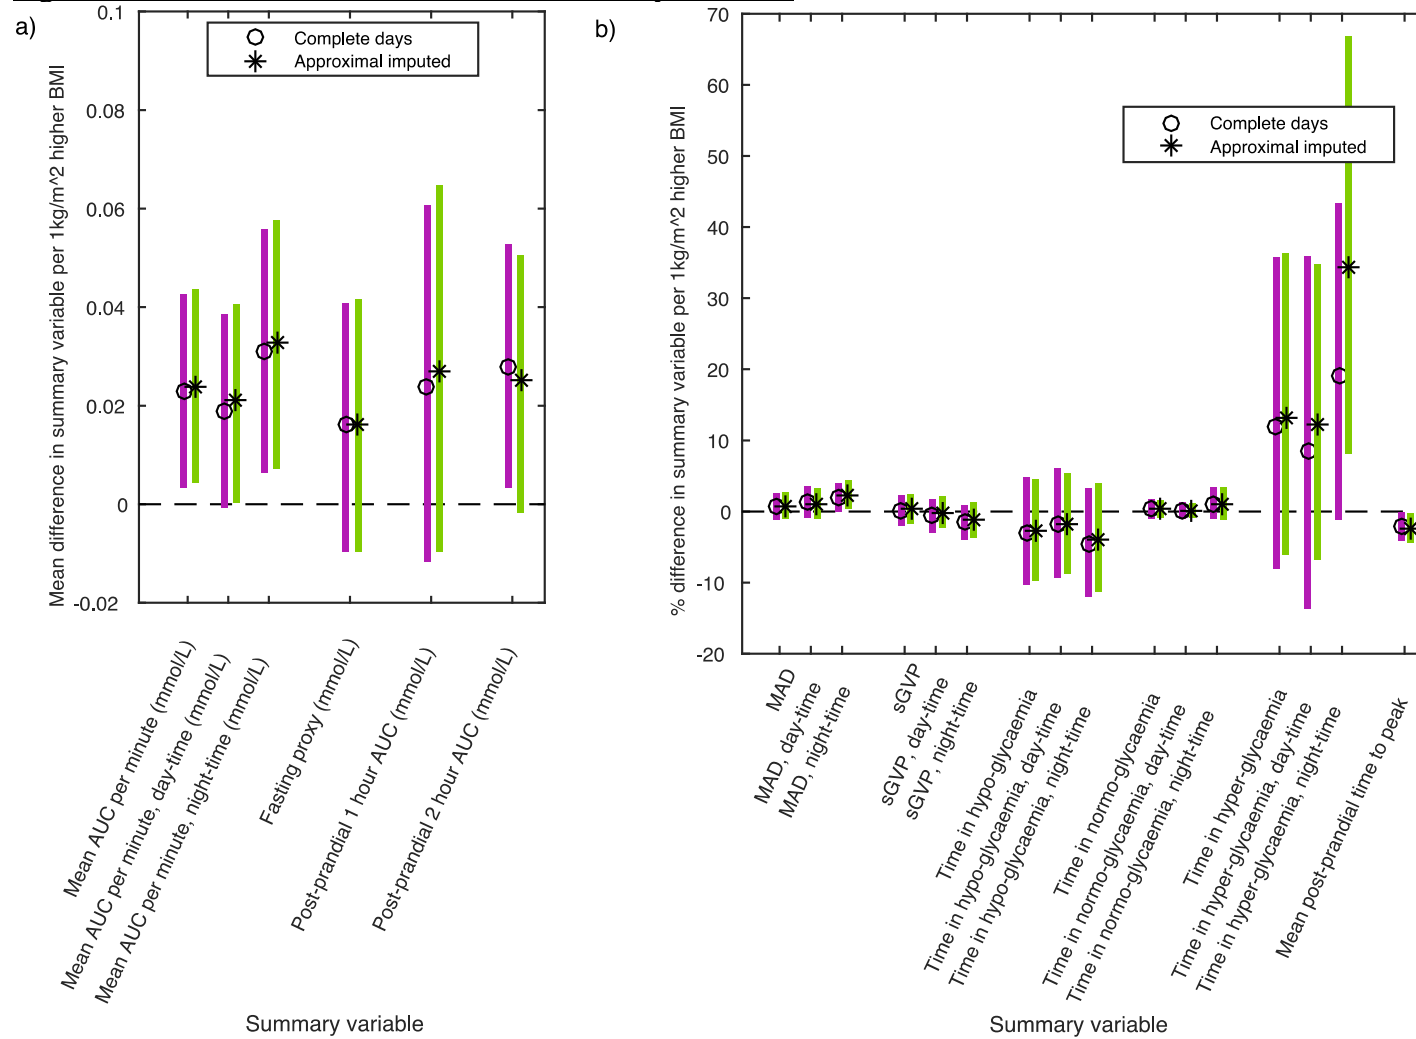 a)
Complete days
Approximal imputed
Mean difference in summary variable per 1kg/m^2 higher BMI
0.1
0.08
0.06
0.04
0.02
0
-0.02
Mean AUC per minute (mmol/L)
Mean AUC per minute, day-time (mmol/L)
Mean AUC per minute, night-time (mmol/L)
Fasting proxy (mmol/L)
Post-prandial 1 hour AUC (mmol/L)
Post-prandial 2 hour AUC (mmol/L)
Summary variable
b)
Complete days
Approximal imputed
% difference in summary variable per 1kg/m^2 higher BMI
70
60
50
40
30
20
10
0
-10
-20
MAD
MAD, day-time
MAD, night-time
sGVP
sGVP, day-time
sGVP, night-time
Time in hypo-glycaemia
Time in hypo-glycaemia, day-time
Time in hypo-glycaemia, night-time
Time in normo-glycaemia
Time in normo-glycaemia, day-time
Time in normo-glycaemia, night-time
Time in hyper-glycaemia
Time in hyper-glycaemia, day-time
Time in hyper-glycaemia, night-time
Mean post-prandial time to peak
Summary variable